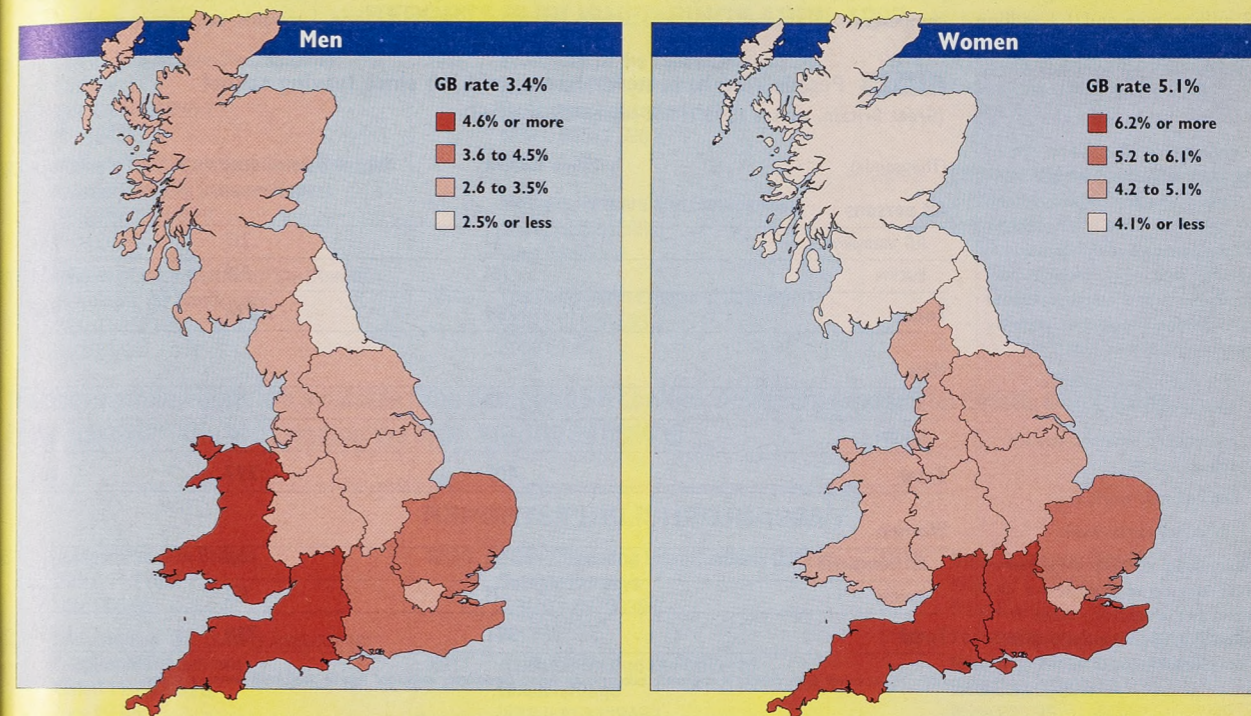 Men
GB rate 3.4%
4.6% or more
3.6 to 4.5%
2.6 to 3.5%
2.5% or less
Women
GB rate 5.1%
6.2% or more
5.2 to 6.1%
4.2 to 5.1%
4.1% or less